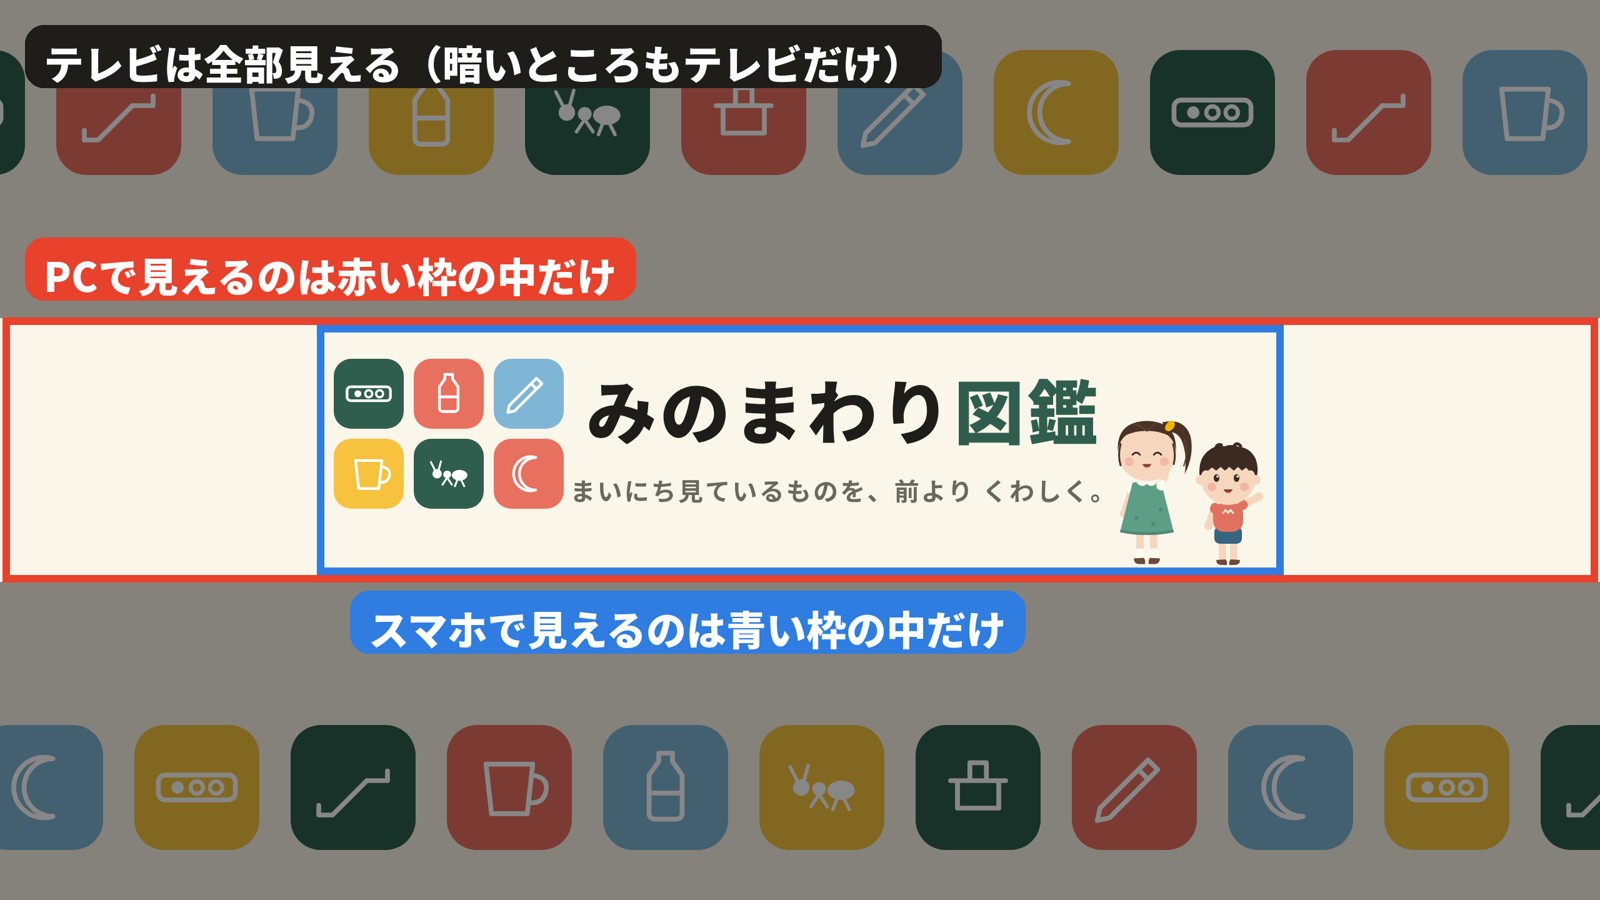 テレビは全部見える（暗いところもテレビだけ）
PCで見えるのは赤い枠の中だけ
みのまわり図鑑
まいにち見ているものを、前より くわしく。
スマホで見えるのは青い枠の中だけ